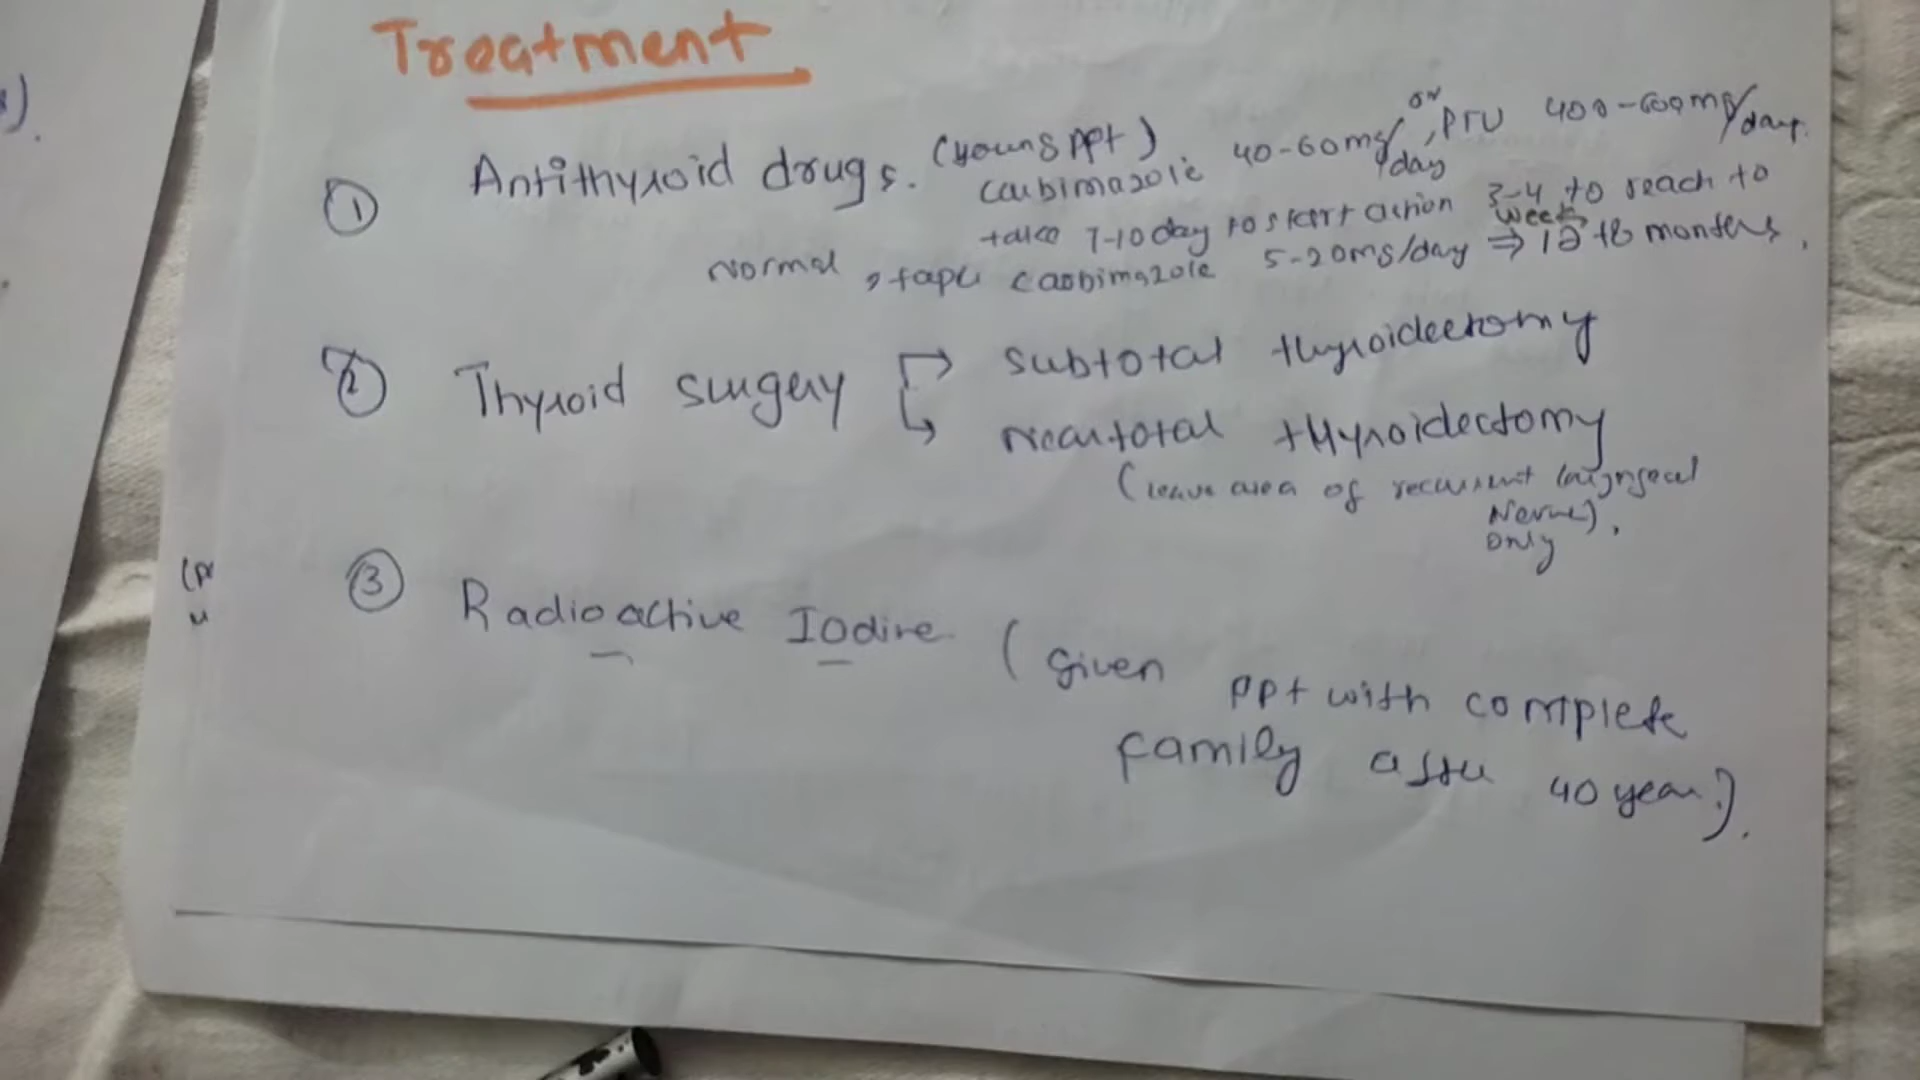 Treatment
① Antithyroid drugs. (young ppt)
carbimazole 40-60mg/day or, PTU 400-600mg/day.
takes 7-10 day to start action 3-4 week to reach to
normal, taper carbimazole 5-20mg/day ⇒ 12 18 months.
② Thyroid surgery → subtotal thyroidectomy
→ neartotal thyroidectomy
(leave area of recurrent laryngeal
Nerve).
only
③ Radioactive Iodine (given ppt with complete
family after 40 year).